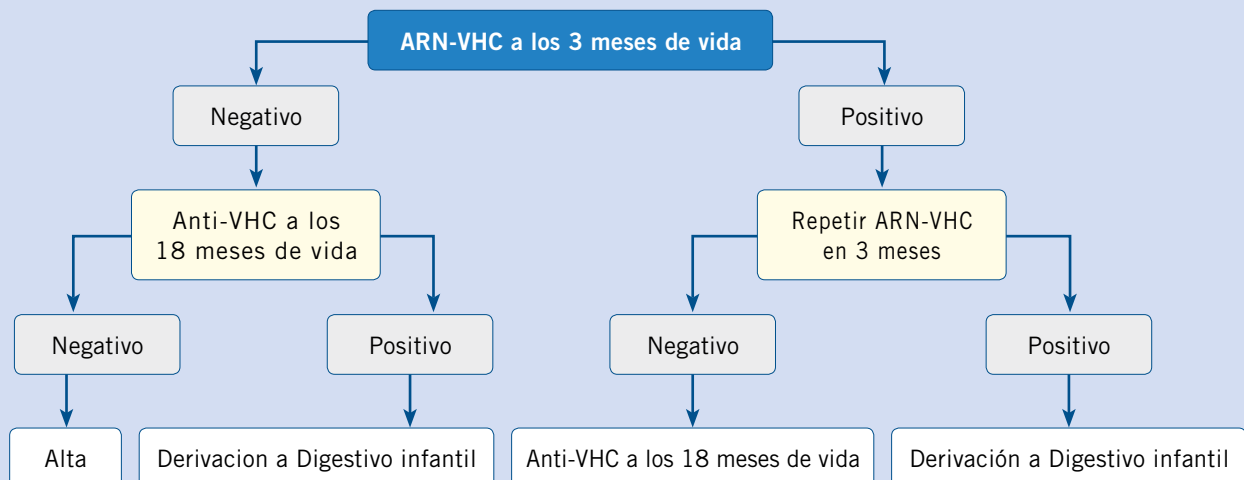 ARN-VHC a los 3 meses de vida
Negativo
Positivo
Anti-VHC a los
18 meses de vida
Repetir ARN-VHC
en 3 meses
Negativo
Positivo
Negativo
Positivo
Alta
Derivacion a Digestivo infantil
Anti-VHC a los 18 meses de vida
Derivación a Digestivo infantil